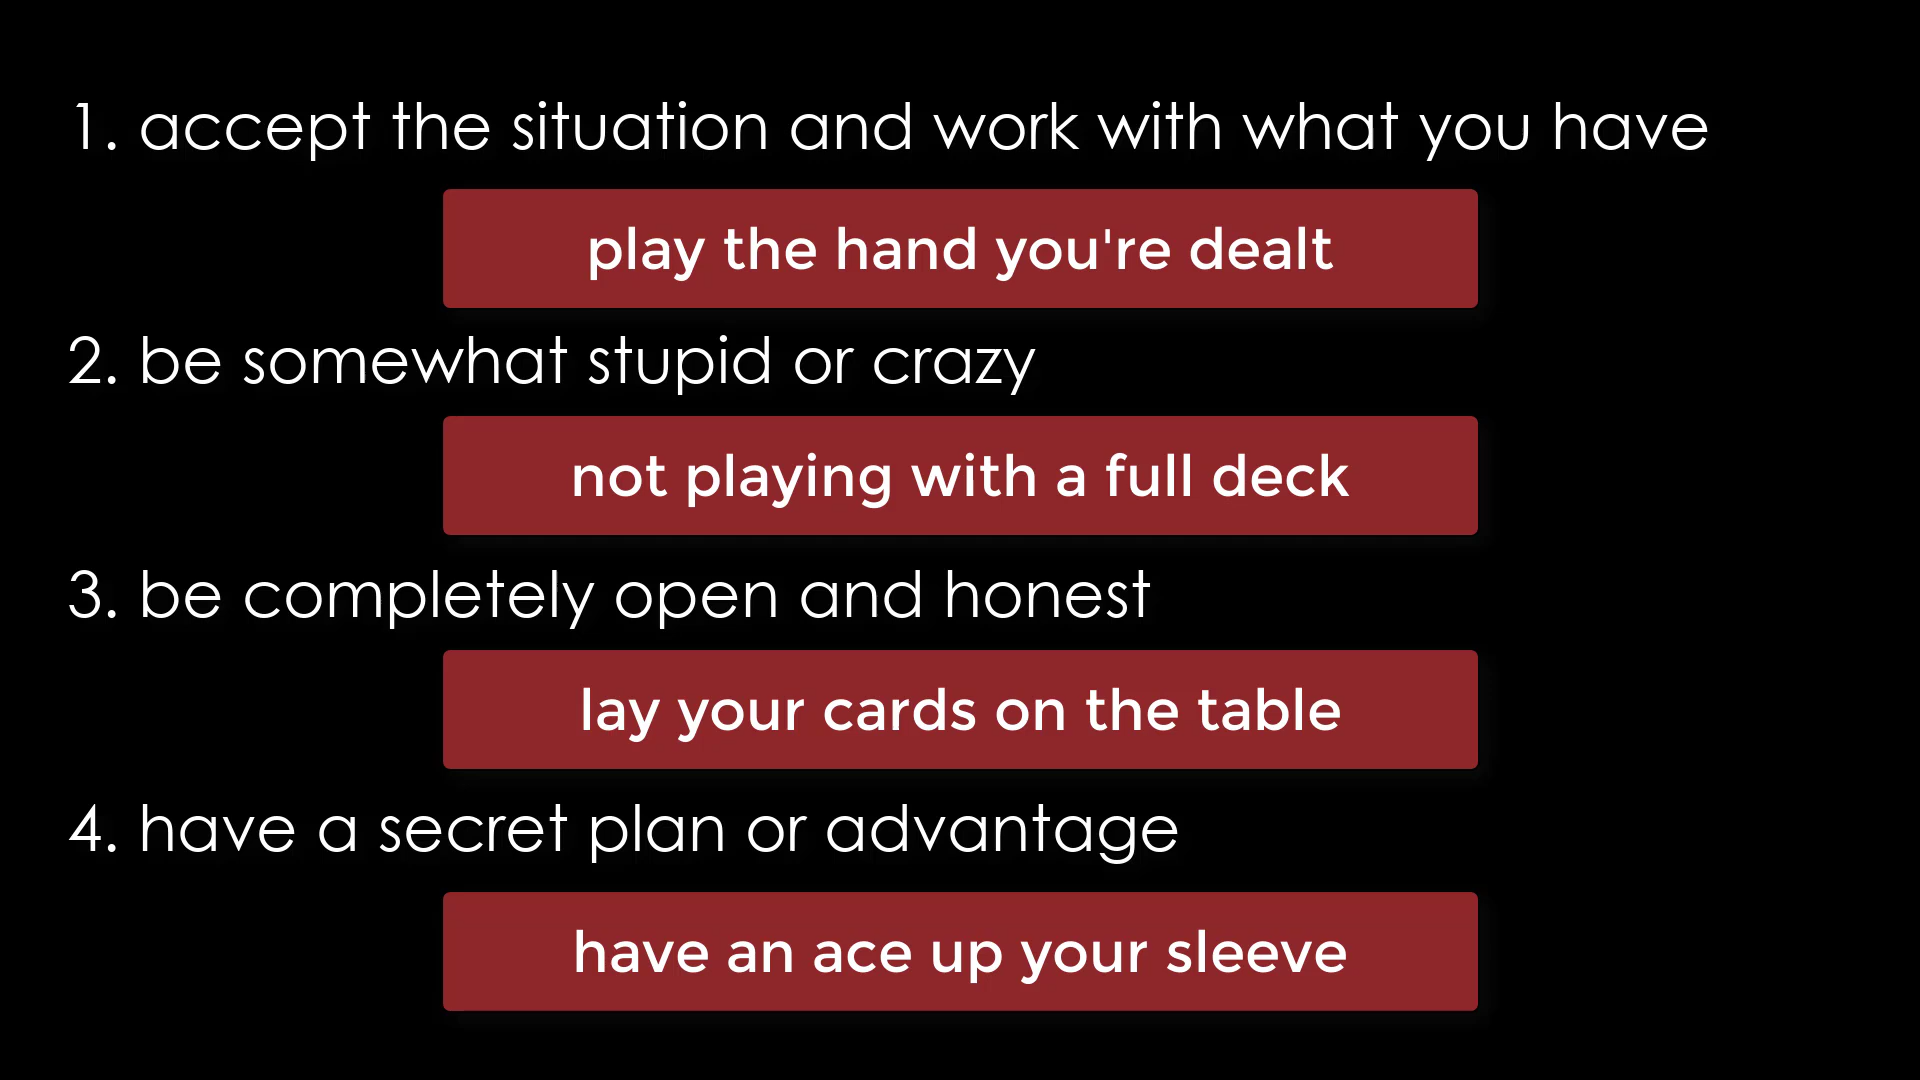 1. accept the situation and work with what you have
play the hand you're dealt
2. be somewhat stupid or crazy
not playing with a full deck
3. be completely open and honest
lay your cards on the table
4. have a secret plan or advantage
have an ace up your sleeve